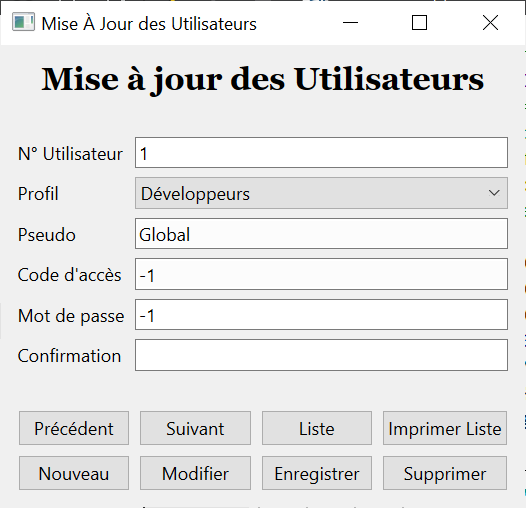 Mise À Jour des Utilisateurs
Mise à jour des Utilisateurs
N° Utilisateur 1
Profil Développeurs
Pseudo Global
Code d'accès -1
Mot de passe -1
Confirmation
Précédent Suivant Liste Imprimer Liste
Nouveau Modifier Enregistrer Supprimer